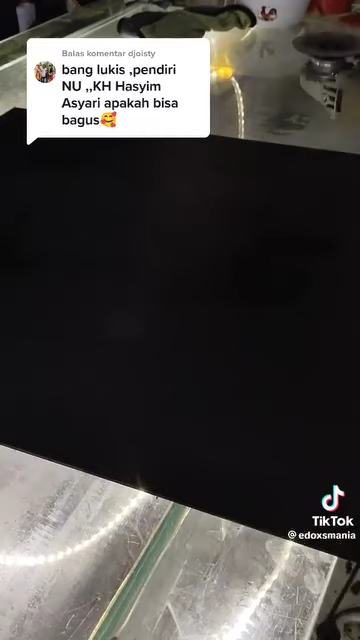 Balas komentar djoisty
bang lukis ,pendiri
NU ,,KH Hasyim
Asyari apakah bisa
bagus🥰
TikTok
@edoxsmania